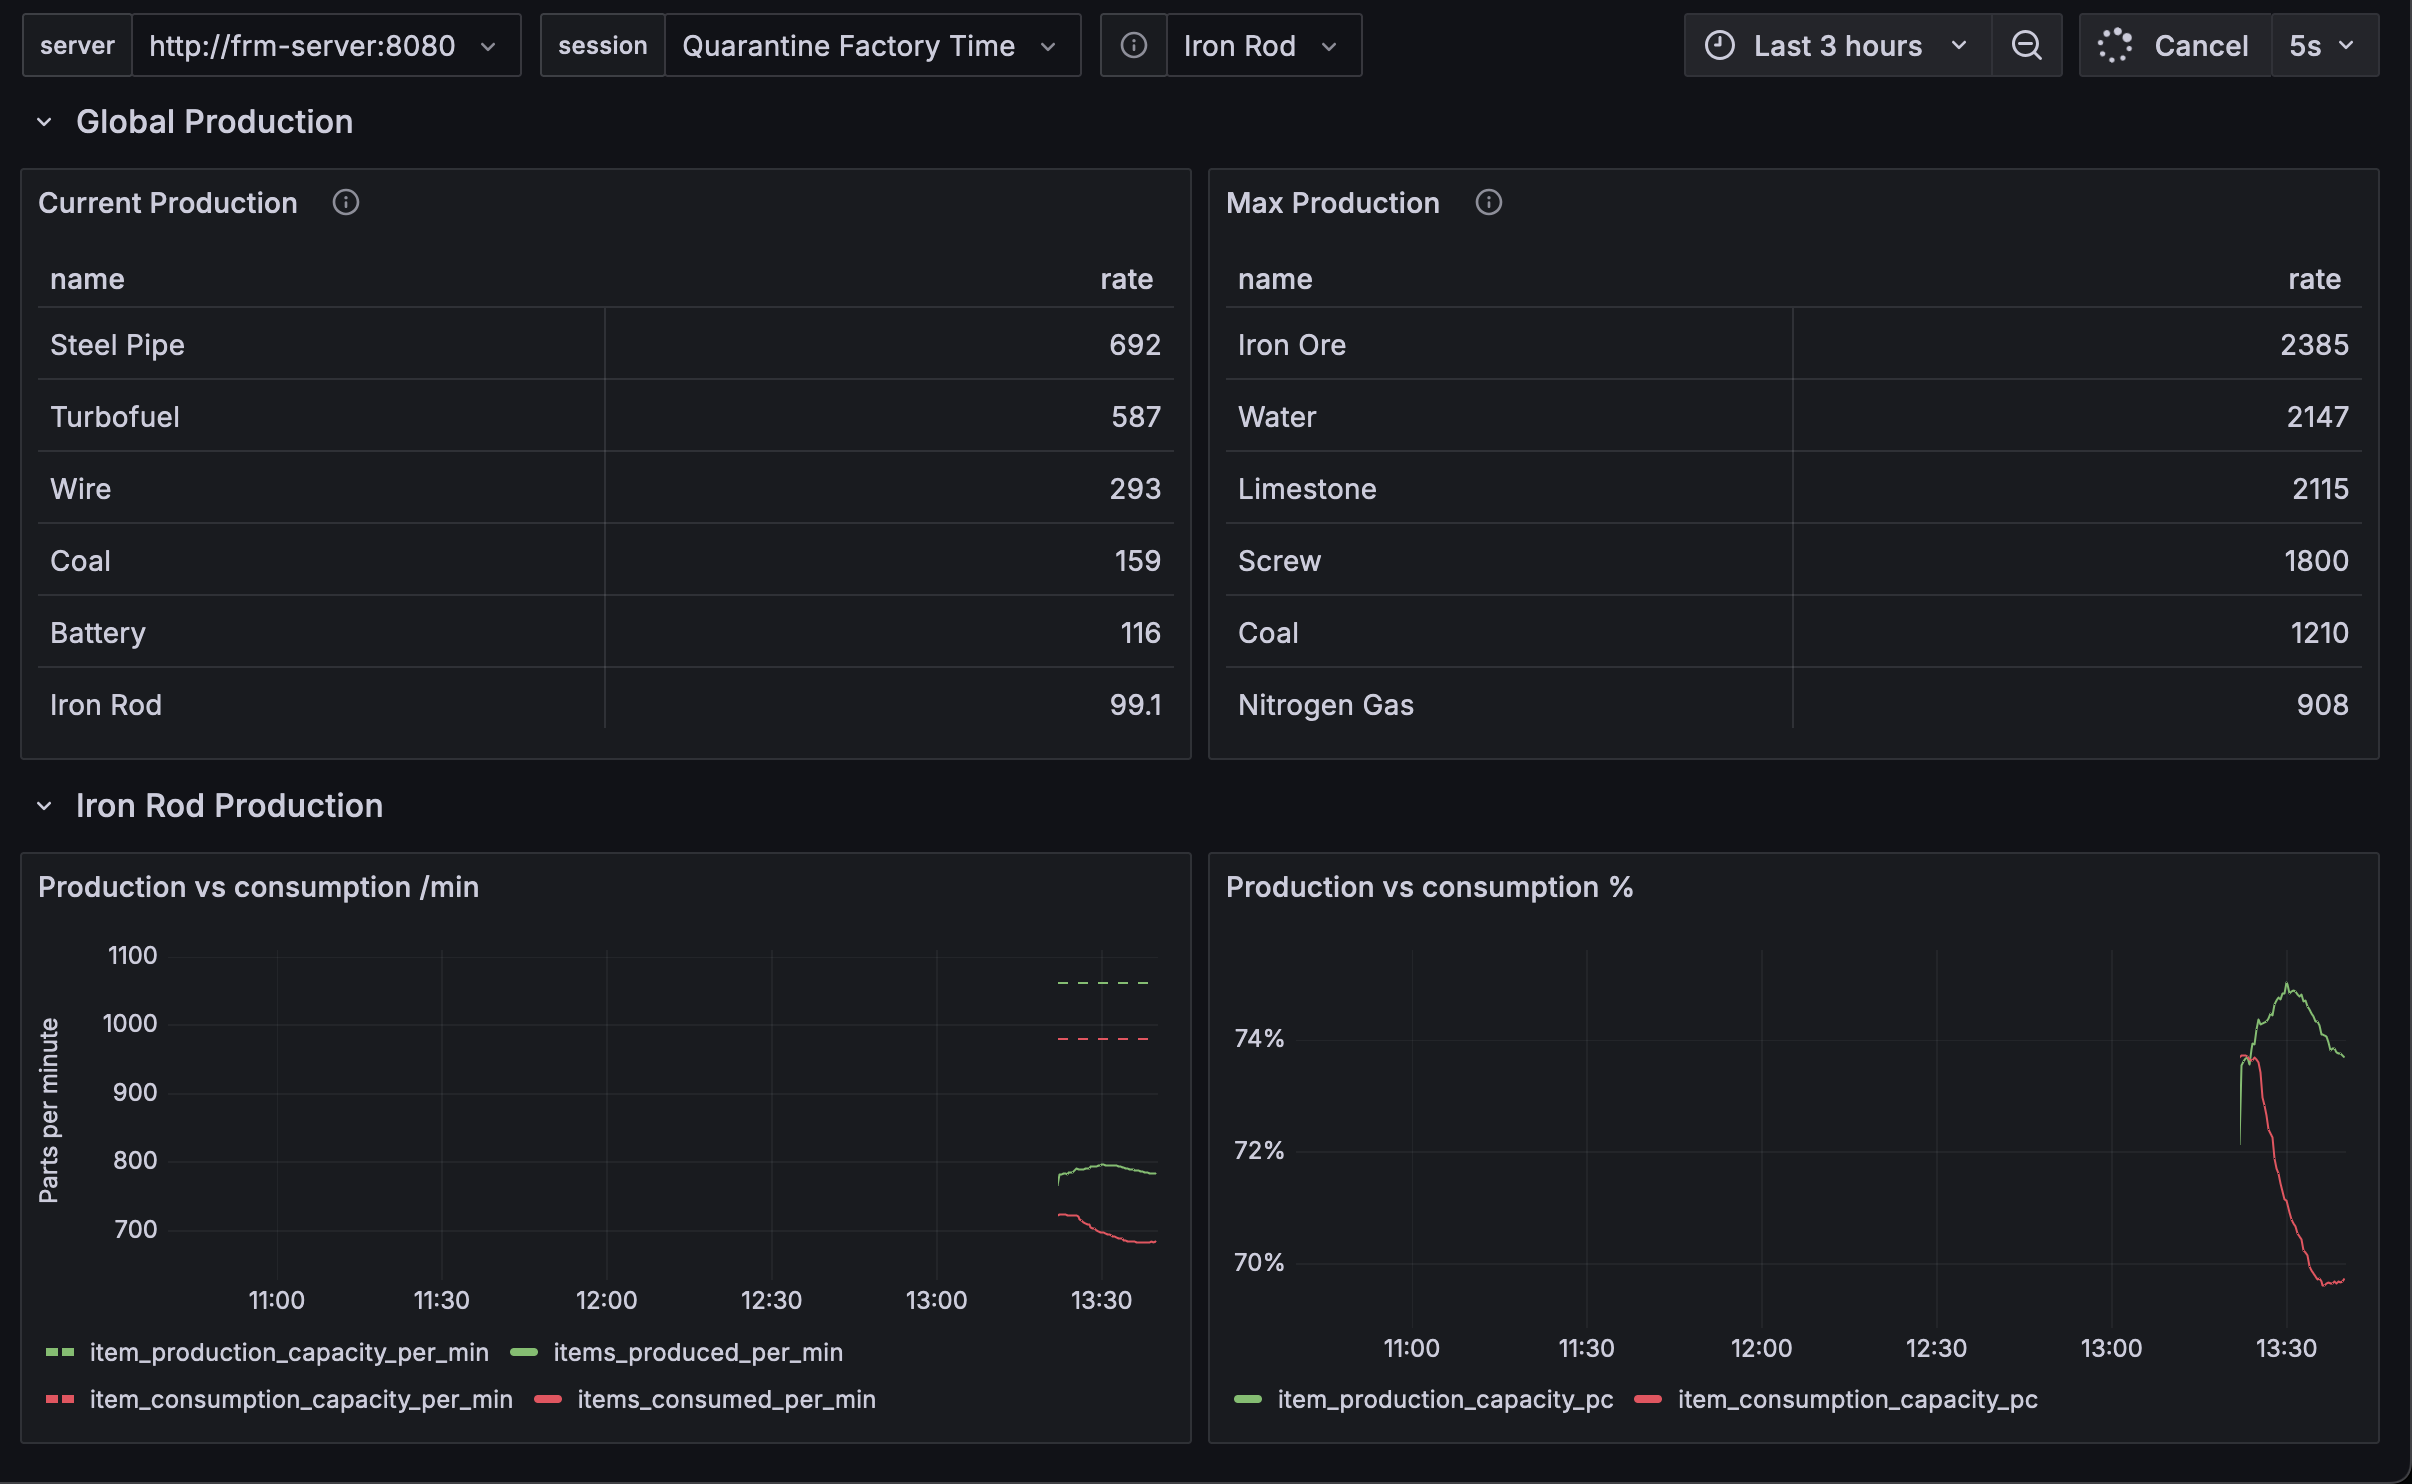 server http://frm-server:8080 session Quarantine Factory Time Iron Rod Last 3 hours Cancel 5s
Global Production
Current Production
name rate
Steel Pipe 692
Turbofuel 587
Wire 293
Coal 159
Battery 116
Iron Rod 99.1
Max Production
name rate
Iron Ore 2385
Water 2147
Limestone 2115
Screw 1800
Coal 1210
Nitrogen Gas 908
Iron Rod Production
Production vs consumption /min
Parts per minute
1100
1000
900
800
700
11:00 11:30 12:00 12:30 13:00 13:30
item_production_capacity_per_min items_produced_per_min
item_consumption_capacity_per_min items_consumed_per_min
Production vs consumption %
74%
72%
70%
11:00 11:30 12:00 12:30 13:00 13:30
item_production_capacity_pc item_consumption_capacity_pc